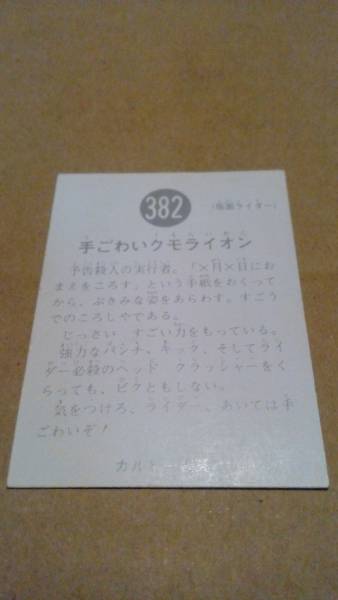 382
(仮面ライダー)
手ごわいクモライオン
予告殺人の実行者。「×月×日にお
まえをころす」という手紙をおくって
から、ぶきみな姿をあらわす。すごう
でのころしやである。
じっさい すごい力をもっている。
強力なパンチ、キック、そしてライ
ダー必殺のヘッド クラッシャーをく
らっても、ビクともしない。
気をつけろ、ライダー、あいては手
ごわいぞ!
カルビー